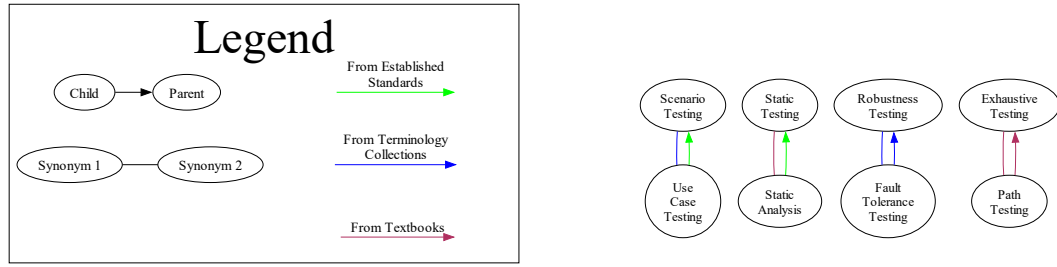 Legend
Child
Parent
From Established
Standards
Synonym 1
Synonym 2
From Terminology
Collections
From Textbooks
Scenario
Testing
Static
Testing
Robustness
Testing
Exhaustive
Testing
Use
Case
Testing
Static
Analysis
Fault
Tolerance
Testing
Path
Testing